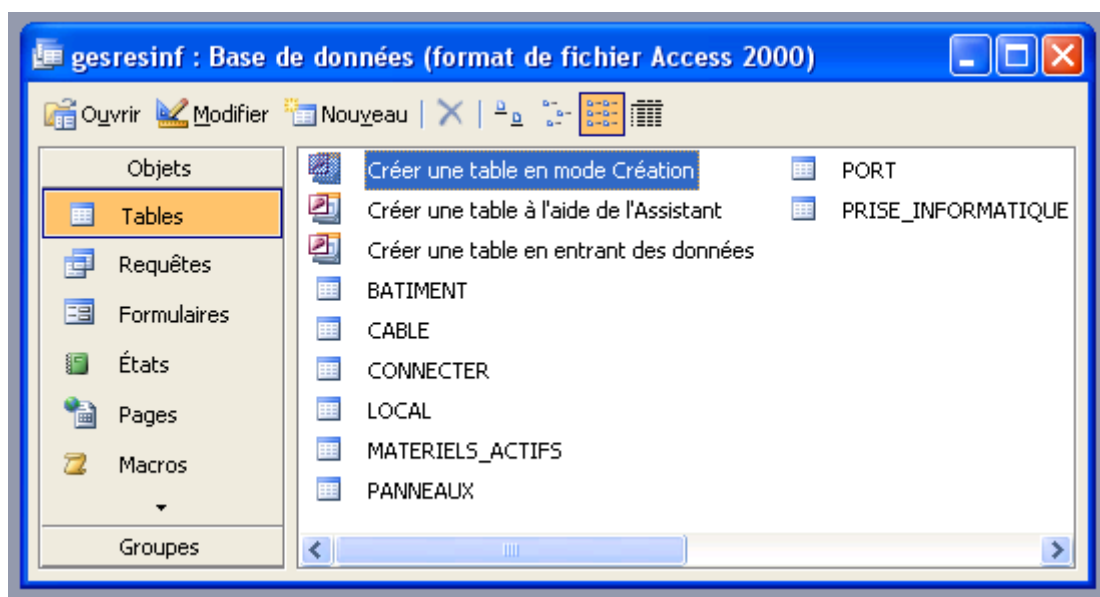 gesresinf : Base de données (format de fichier Access 2000)
Ouvrir Modifier Nouveau
Objets
Tables
Requêtes
Formulaires
États
Pages
Macros
Groupes
Créer une table en mode Création
Créer une table à l'aide de l'Assistant
Créer une table en entrant des données
BATIMENT
CABLE
CONNECTER
LOCAL
MATERIELS_ACTIFS
PANNEAUX
PORT
PRISE_INFORMATIQUE